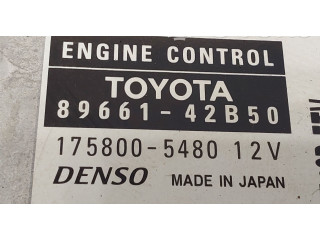 ENGINE CONTROL
TOYOTA
89661-42B50
175800-5480 12V
DENSO MADE IN JAPAN